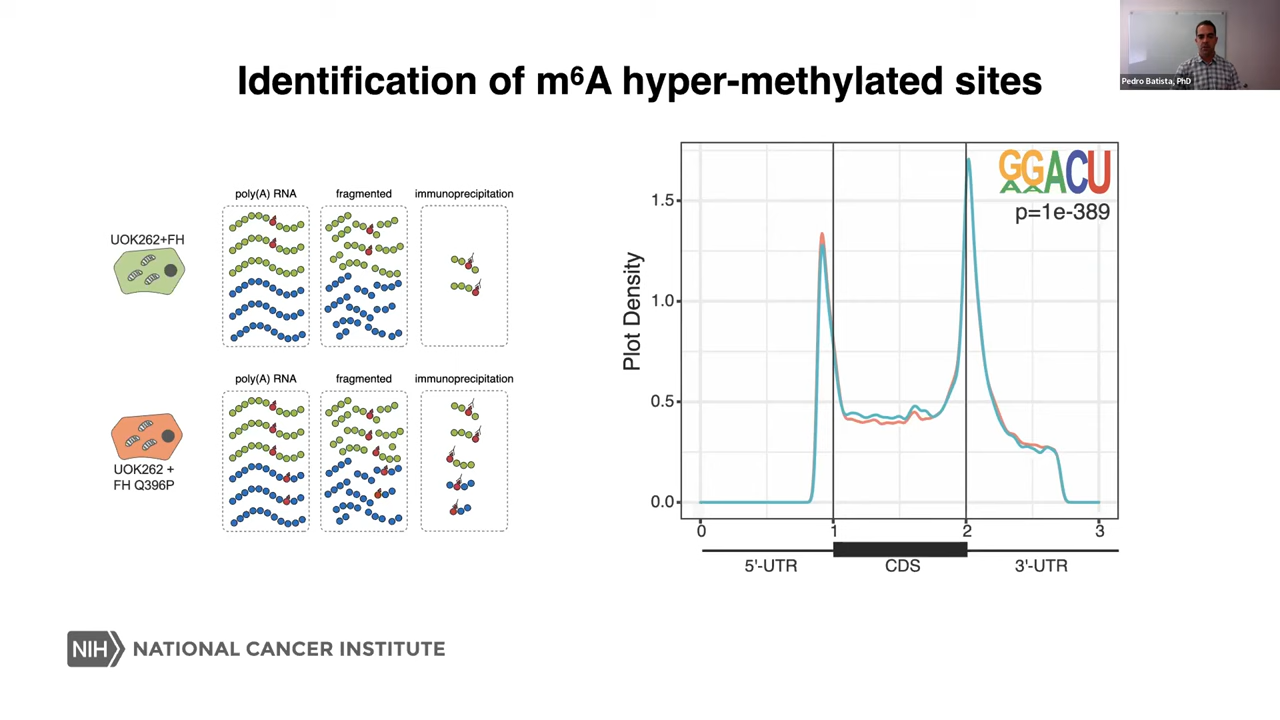 Identification of m⁶A hyper-methylated sites
Pedro Batista, PhD
poly(A) RNA fragmented immunoprecipitation
UOK262+FH
poly(A) RNA fragmented immunoprecipitation
UOK262 +
FH Q396P
GGACU
AA
p=1e-389
Plot Density
1.5
1.0
0.5
0.0
0 1 2 3
5'-UTR CDS 3'-UTR
NIH NATIONAL CANCER INSTITUTE